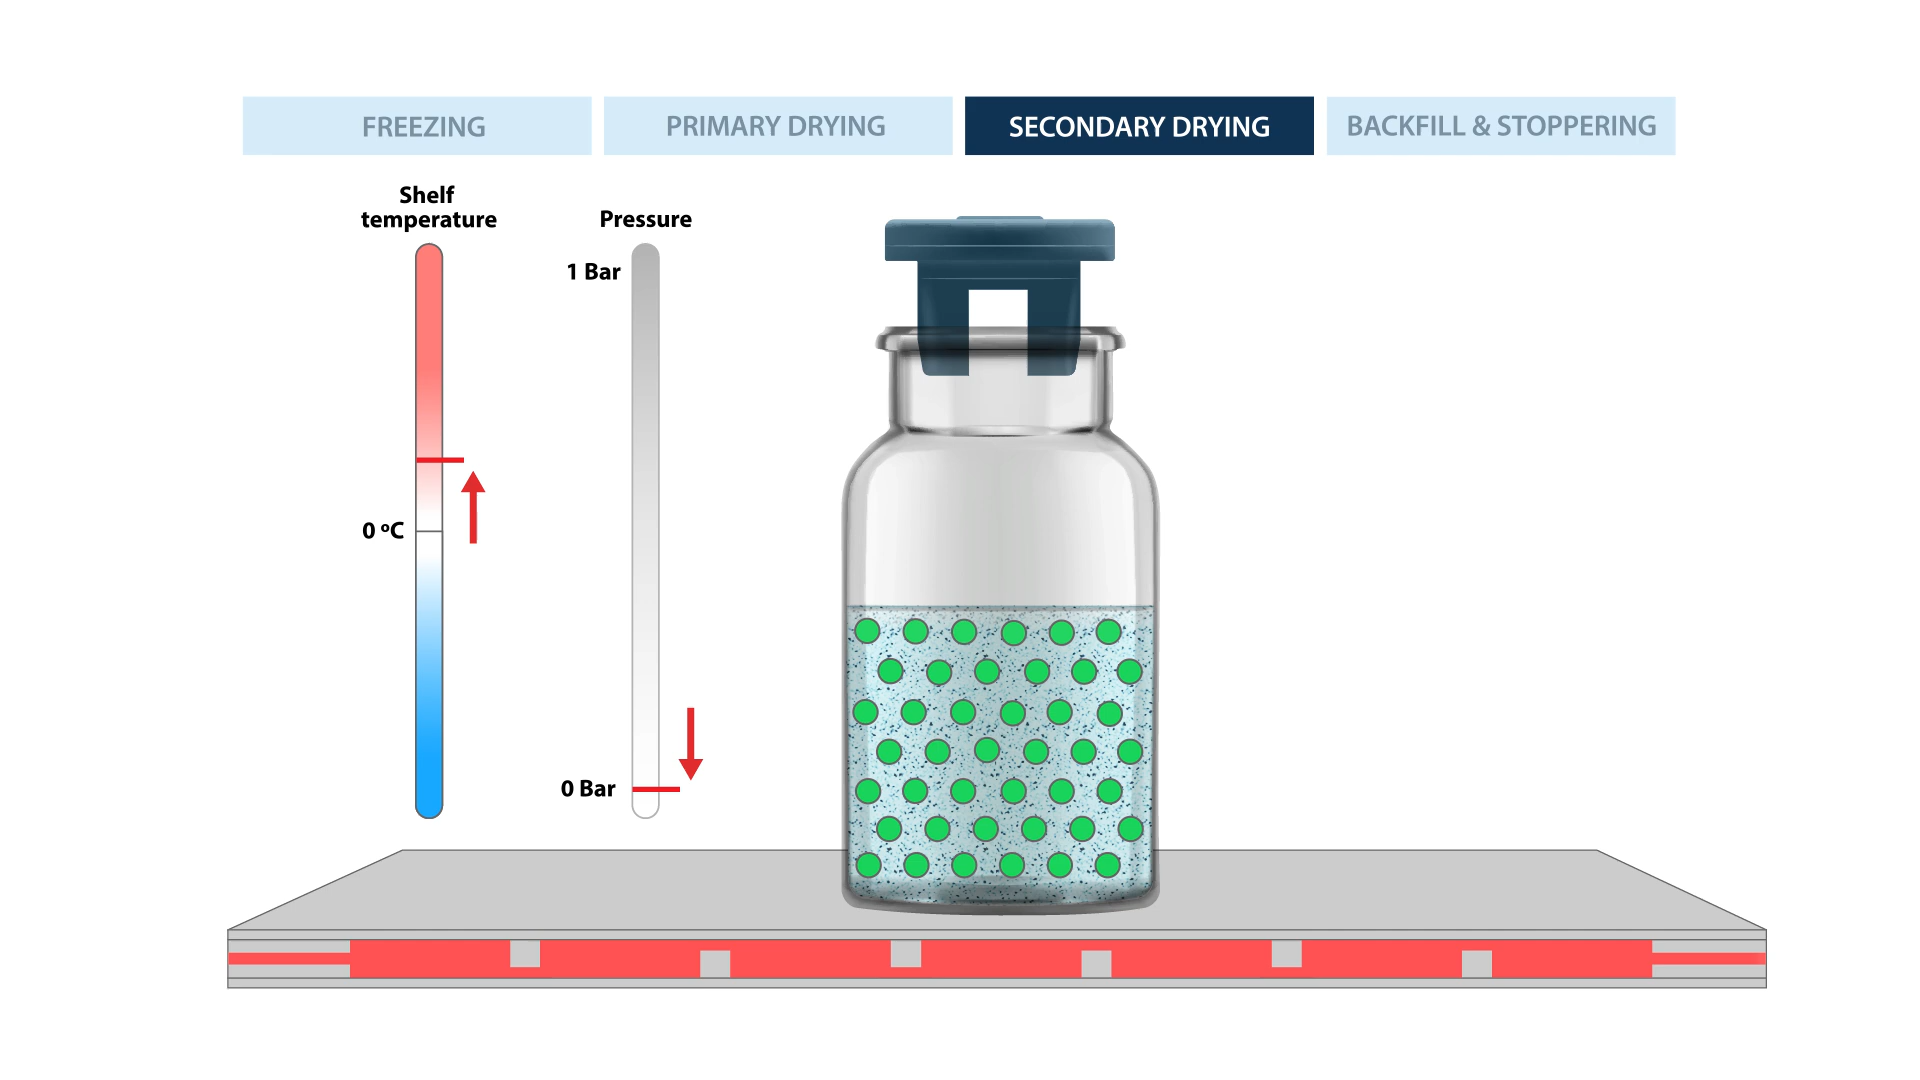 FREEZING
PRIMARY DRYING
SECONDARY DRYING
BACKFILL & STOPPERING
Shelf
temperature
Pressure
1 Bar
0 ºC
0 Bar